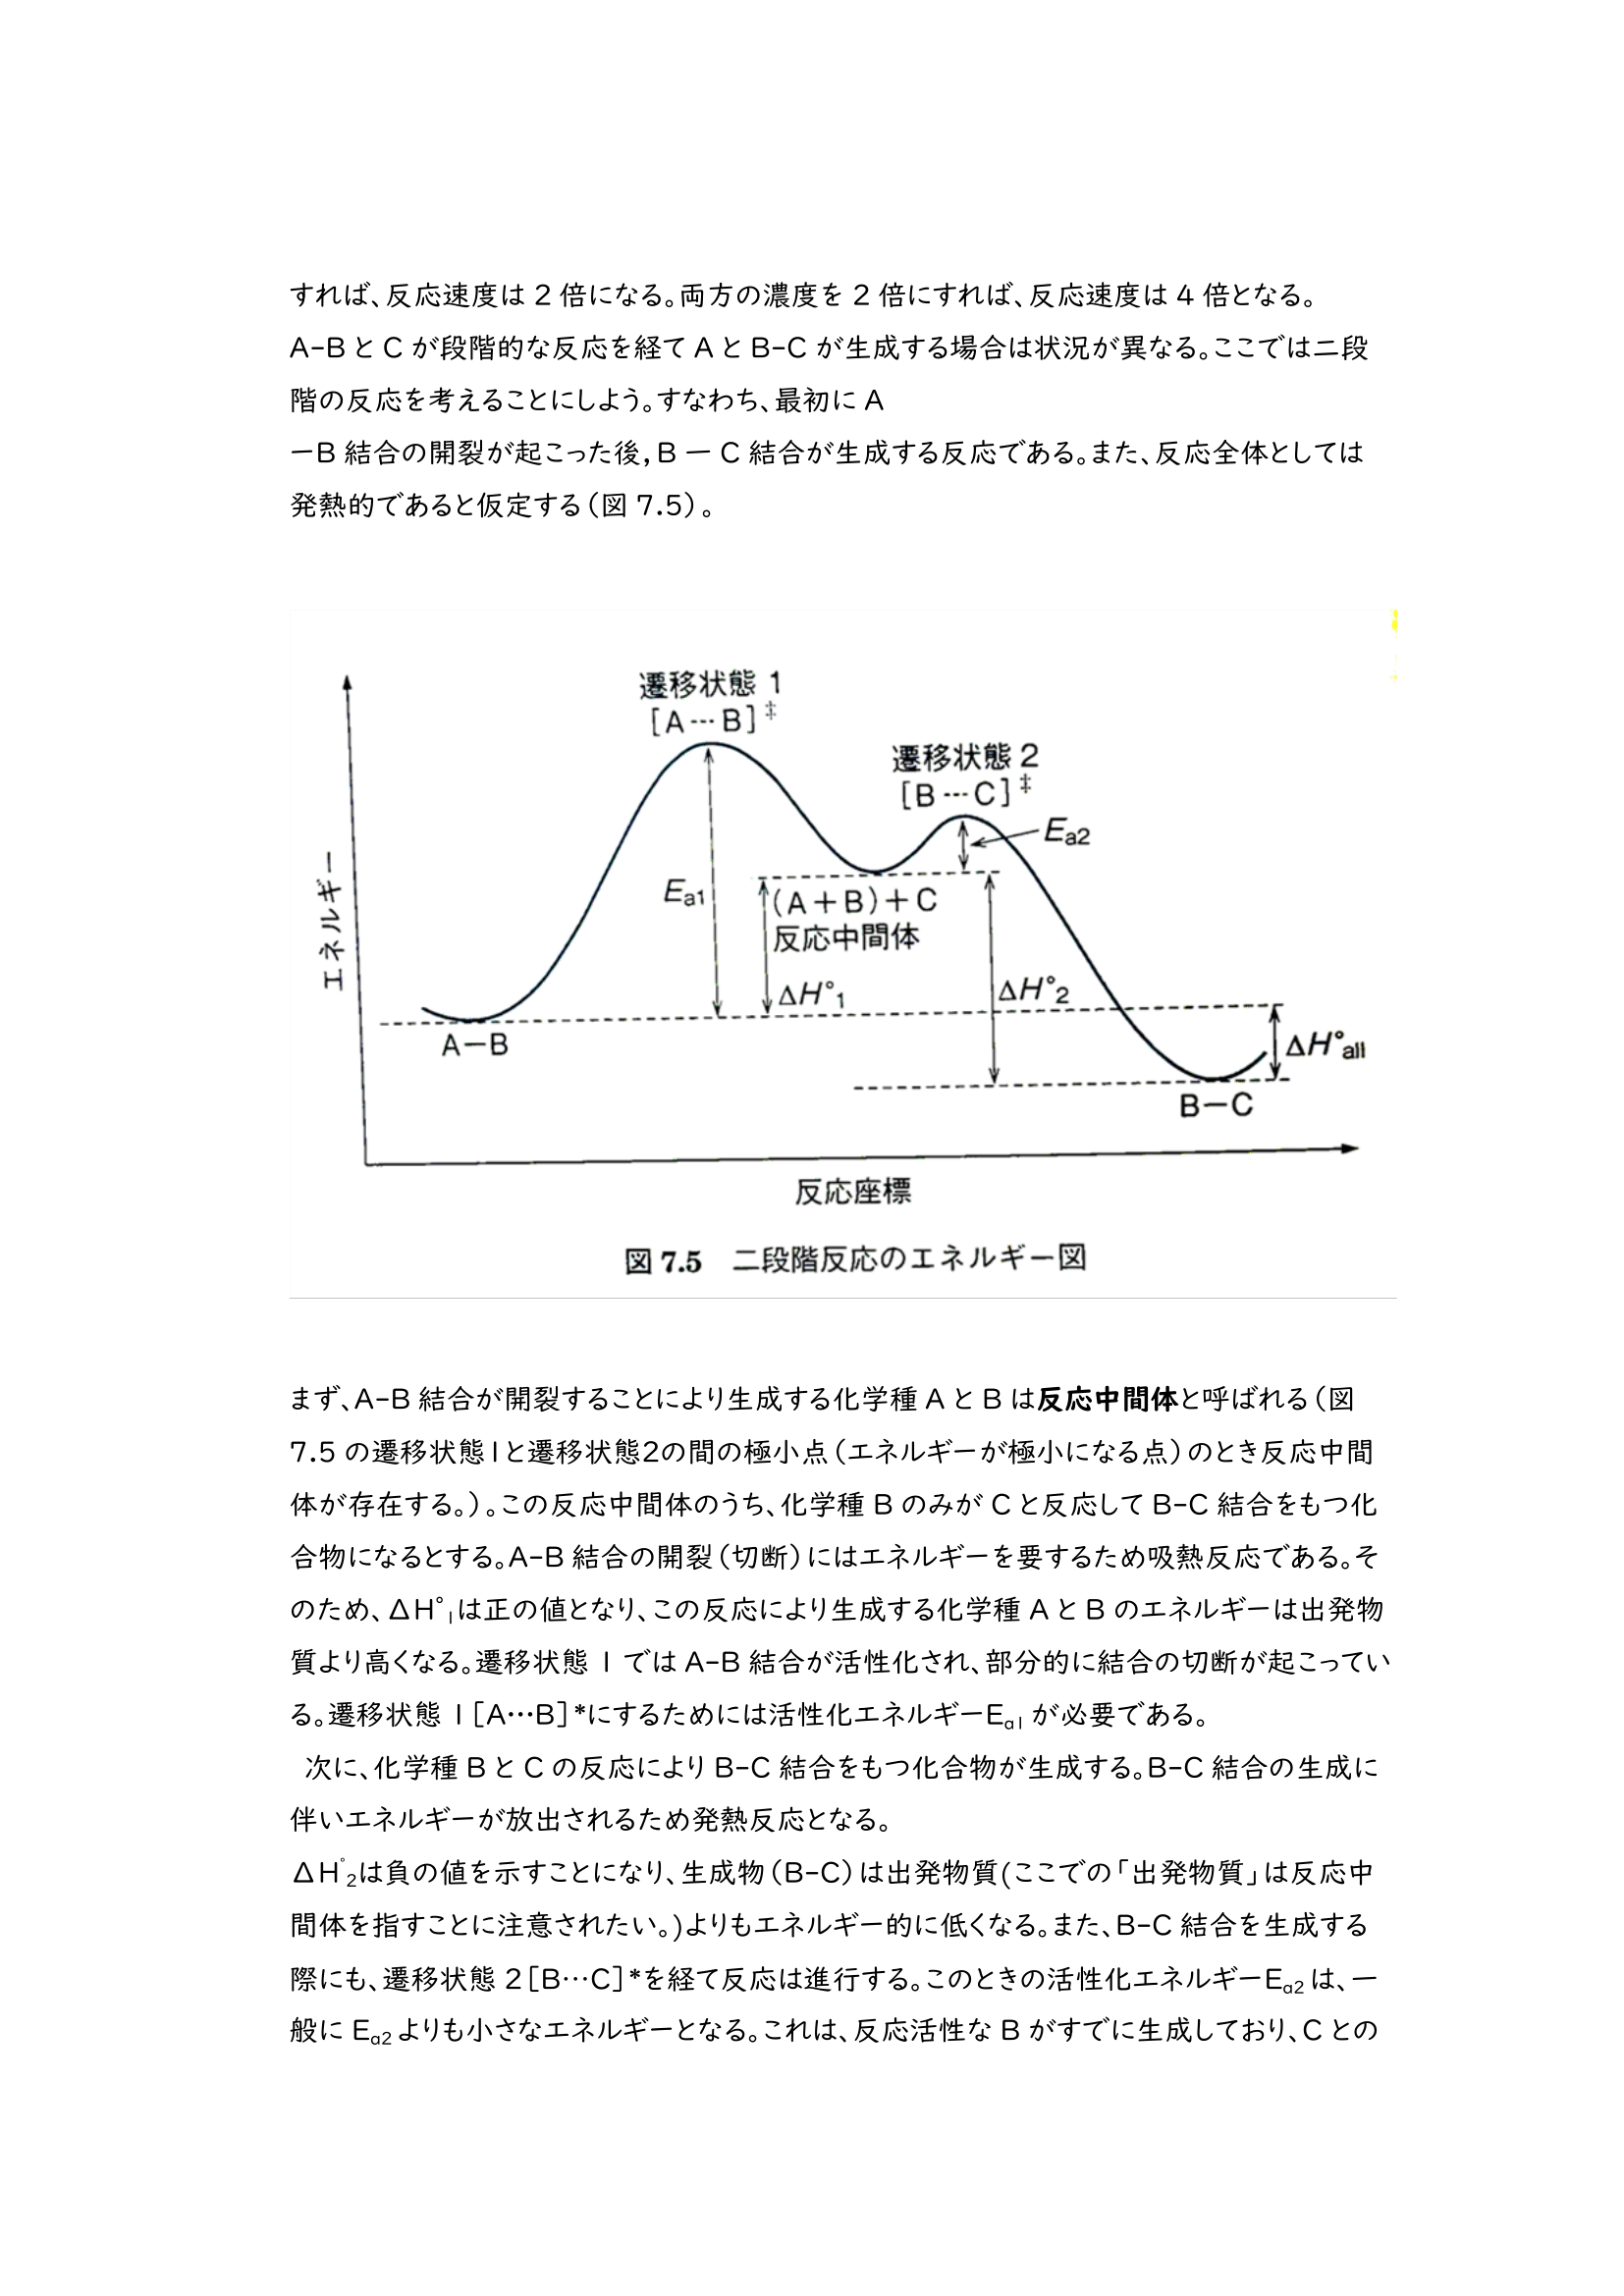 すれば、反応速度は 2 倍になる。両方の濃度を 2 倍にすれば、反応速度は 4 倍となる。
A−B と C が段階的な反応を経て A と B−C が生成する場合は状況が異なる。ここでは二段
階の反応を考えることにしよう。すなわち、最初に A
ーB 結合の開裂が起こった後,B ー C 結合が生成する反応である。また、反応全体としては
発熱的であると仮定する（図 7.5）。
遷移状態 1
[A···B]‡
遷移状態 2
[B···C]‡
Ea2
エネルギー
Ea1
(A+B)+C
反応中間体
ΔH°1
ΔH°2
A−B
ΔH°all
B−C
反応座標
図 7.5　二段階反応のエネルギー図
まず、A−B 結合が開裂することにより生成する化学種 A と B は反応中間体と呼ばれる（図
7.5 の遷移状態1と遷移状態2の間の極小点（エネルギーが極小になる点）のとき反応中間
体が存在する。）。この反応中間体のうち、化学種 B のみが C と反応して B−C 結合をもつ化
合物になるとする。A−B 結合の開裂（切断）にはエネルギーを要するため吸熱反応である。そ
のため、ΔH°1は正の値となり、この反応により生成する化学種 A と B のエネルギーは出発物
質より高くなる。遷移状態 1 では A−B 結合が活性化され、部分的に結合の切断が起こってい
る。遷移状態 1［A…B］*にするためには活性化エネルギーEa1 が必要である。
次に、化学種 B と C の反応により B−C 結合をもつ化合物が生成する。B−C 結合の生成に
伴いエネルギーが放出されるため発熱反応となる。
ΔH°2は負の値を示すことになり、生成物（B−C）は出発物質(ここでの「出発物質」は反応中
間体を指すことに注意されたい。)よりもエネルギー的に低くなる。また、B−C 結合を生成する
際にも、遷移状態 2［B…C］*を経て反応は進行する。このときの活性化エネルギーEa2 は、一
般に Ea2 よりも小さなエネルギーとなる。これは、反応活性な B がすでに生成しており、C との